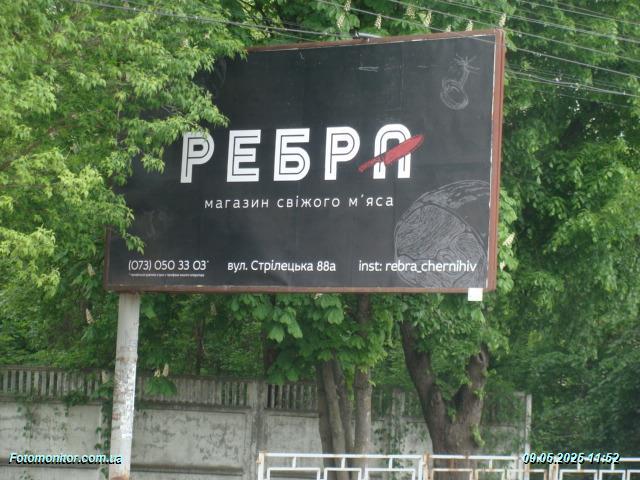 РЕБРА
магазин свіжого м'яса
(073) 050 33 03*
вул. Стрілецька 88а
inst: rebra_chernihiv
Fotomonitor.com.ua
09.05.2025 11:52